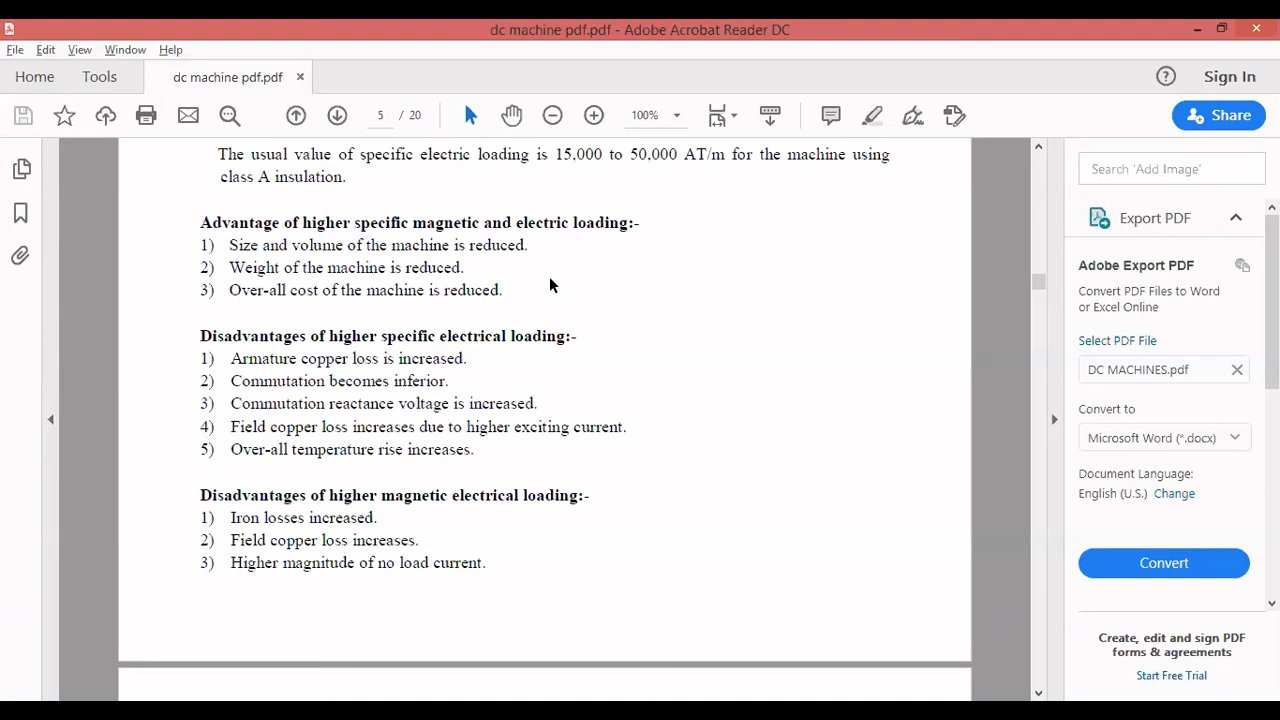 dc machine pdf.pdf - Adobe Acrobat Reader DC
File Edit View Window Help
Home Tools dc machine pdf.pdf × Sign In
5 / 20 100% Share
The usual value of specific electric loading is 15,000 to 50,000 AT/m for the machine using
class A insulation.
Advantage of higher specific magnetic and electric loading:-
1) Size and volume of the machine is reduced.
2) Weight of the machine is reduced.
3) Over-all cost of the machine is reduced.
Disadvantages of higher specific electrical loading:-
1) Armature copper loss is increased.
2) Commutation becomes inferior.
3) Commutation reactance voltage is increased.
4) Field copper loss increases due to higher exciting current.
5) Over-all temperature rise increases.
Disadvantages of higher magnetic electrical loading:-
1) Iron losses increased.
2) Field copper loss increases.
3) Higher magnitude of no load current.
Search 'Add Image'
Export PDF
Adobe Export PDF
Convert PDF Files to Word
or Excel Online
Select PDF File
DC MACHINES.pdf
Convert to
Microsoft Word (*.docx)
Document Language:
English (U.S.) Change
Convert
Create, edit and sign PDF
forms & agreements
Start Free Trial